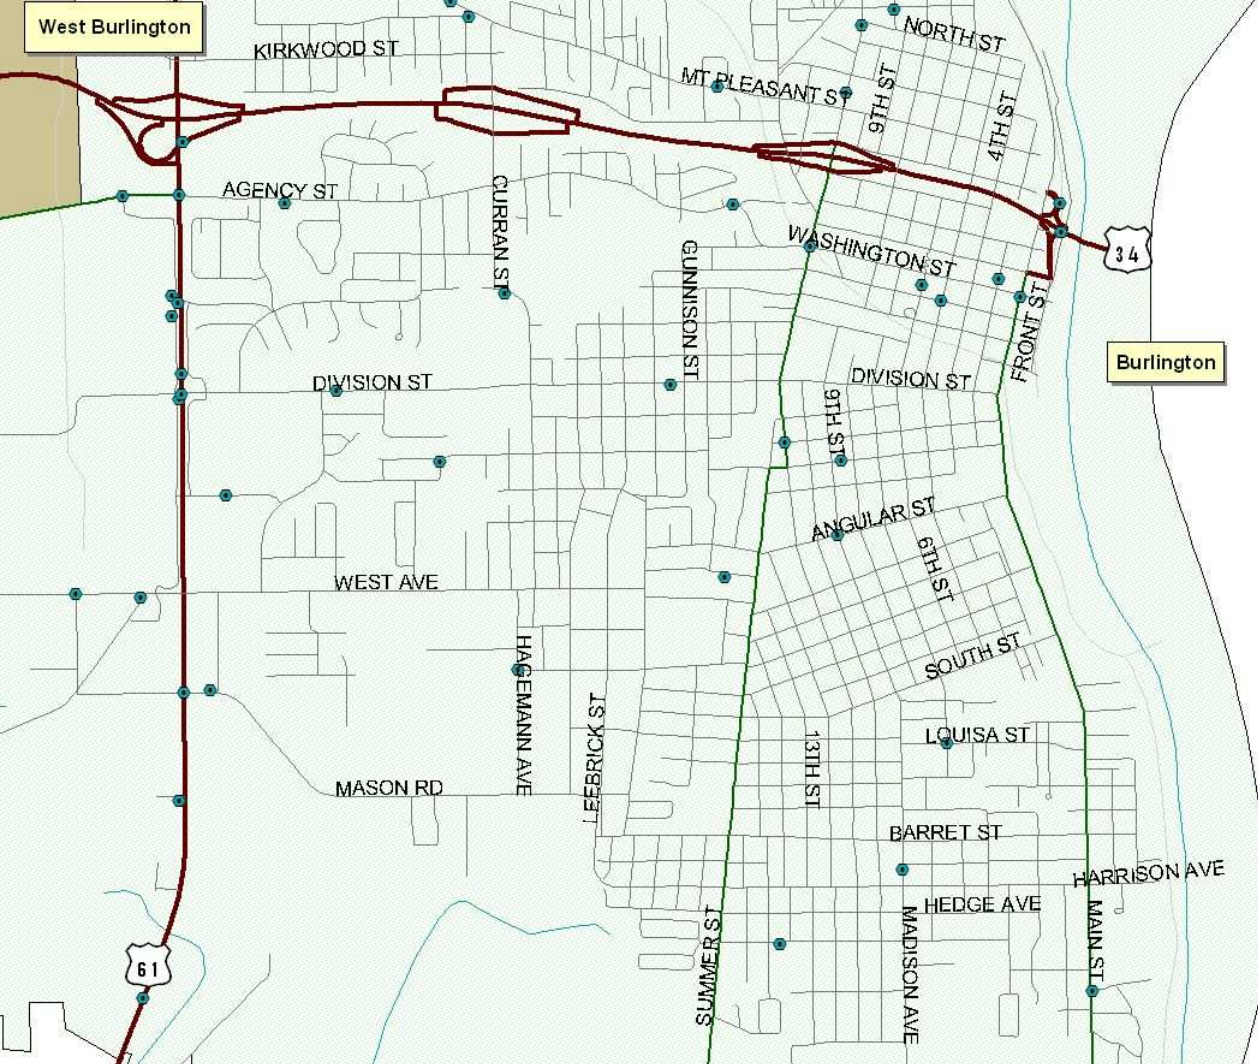 West Burlington
KIRKWOOD ST
NORTH ST
MT PLEASANT ST
9TH ST
4TH ST
AGENCY ST
CURRAN ST
GUNNISON ST
WASHINGTON ST
34
FRONT ST
Burlington
DIVISION ST
DIVISION ST
9TH ST
ANGULAR ST
6TH ST
WEST AVE
HAGEMANN AVE
SOUTH ST
LEEBRICK ST
LOUISA ST
13TH ST
MASON RD
BARRET ST
HARRISON AVE
HEDGE AVE
SUMMER ST
MADISON AVE
MAIN ST
61